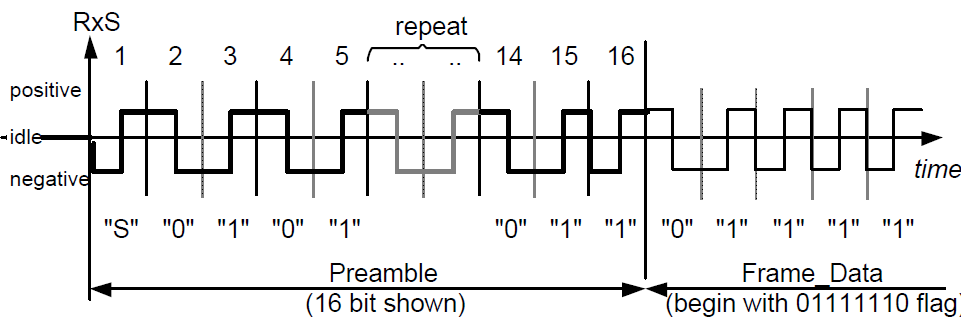 RxS
repeat
1 2 3 4 5 .. .. 14 15 16
positive
idle
negative
time
"S" "0" "1" "0" "1" "0" "1" "1" "0" "1" "1" "1" "1"
Preamble Frame_Data
(16 bit shown) (begin with 01111110 flag)